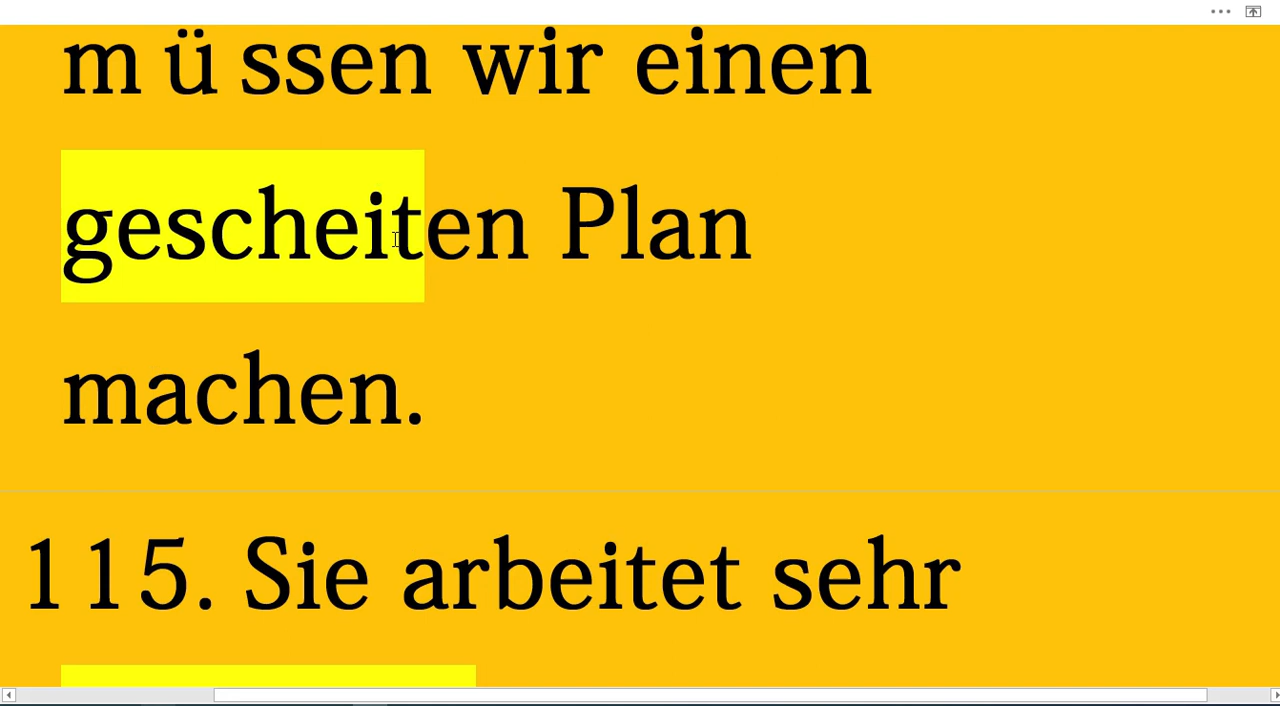 m ü ssen wir einen
gescheiten Plan
machen.
115. Sie arbeitet sehr